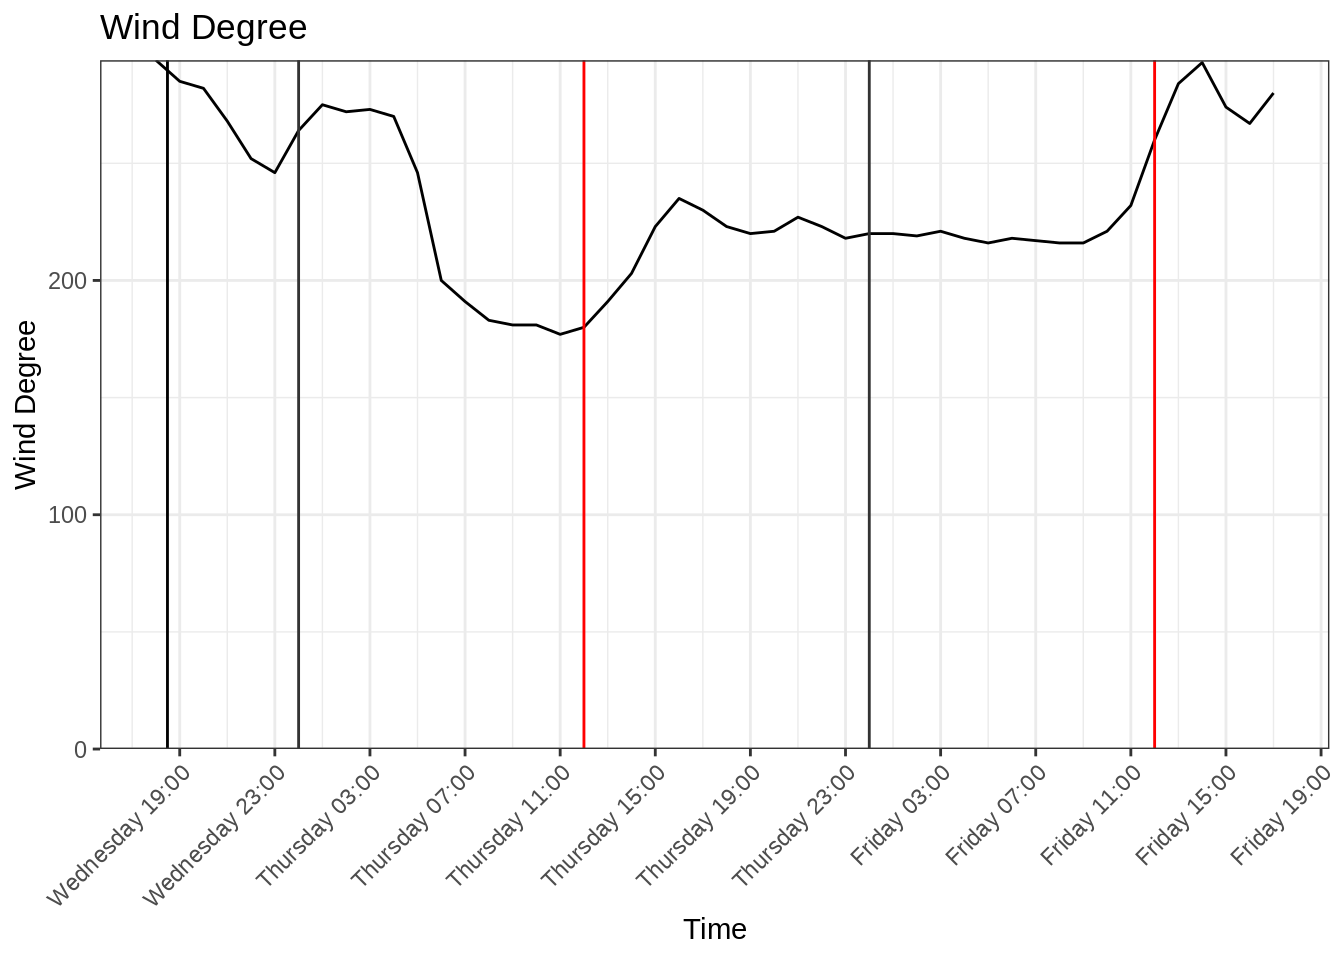 Wind Degree
Wind Degree
200
100
0
Wednesday 19:00
Wednesday 23:00
Thursday 03:00
Thursday 07:00
Thursday 11:00
Thursday 15:00
Thursday 19:00
Thursday 23:00
Friday 03:00
Friday 07:00
Friday 11:00
Friday 15:00
Friday 19:00
Time